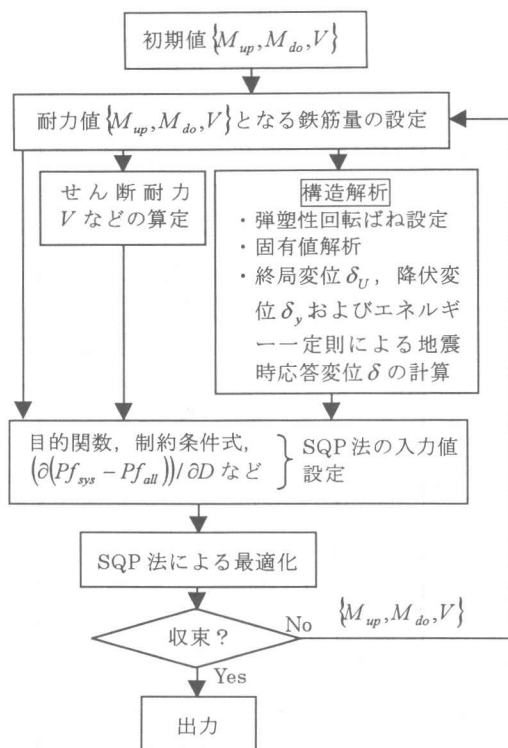 初期値{M_up, M_do, V}
耐力値{M_up, M_do, V}となる鉄筋量の設定
せん断耐力
Vなどの算定
構造解析
・弾塑性回転ばね設定
・固有値解析
・終局変位δ_U，降伏変
位δ_yおよびエネルギ
ー一定則による地震
時応答変位δの計算
目的関数，制約条件式，
(∂(Pf_sys − Pf_all))/∂D など
SQP法の入力値
設定
SQP法による最適化
収束？
No
{M_up, M_do, V}
Yes
出力